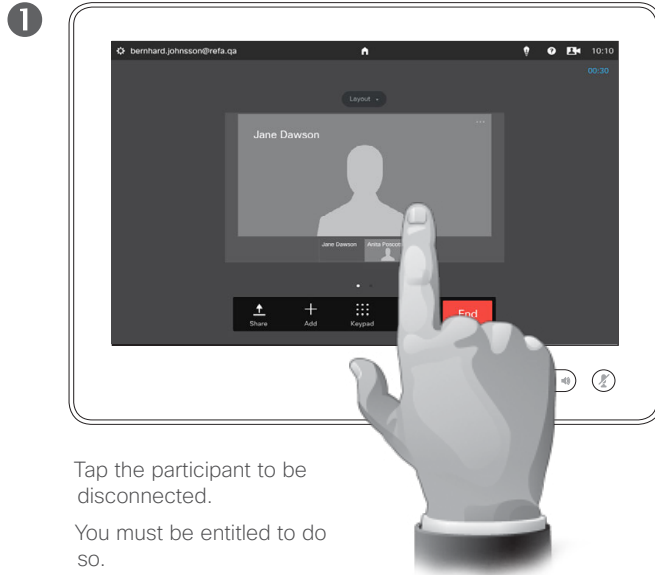 1
bernhard.johnsson@refa.qa
10:10
00:30
Layout
Jane Dawson
Jane Dawson
Anita
Share
Add
Keypad
End
Tap the participant to be
disconnected.
You must be entitled to do
so.